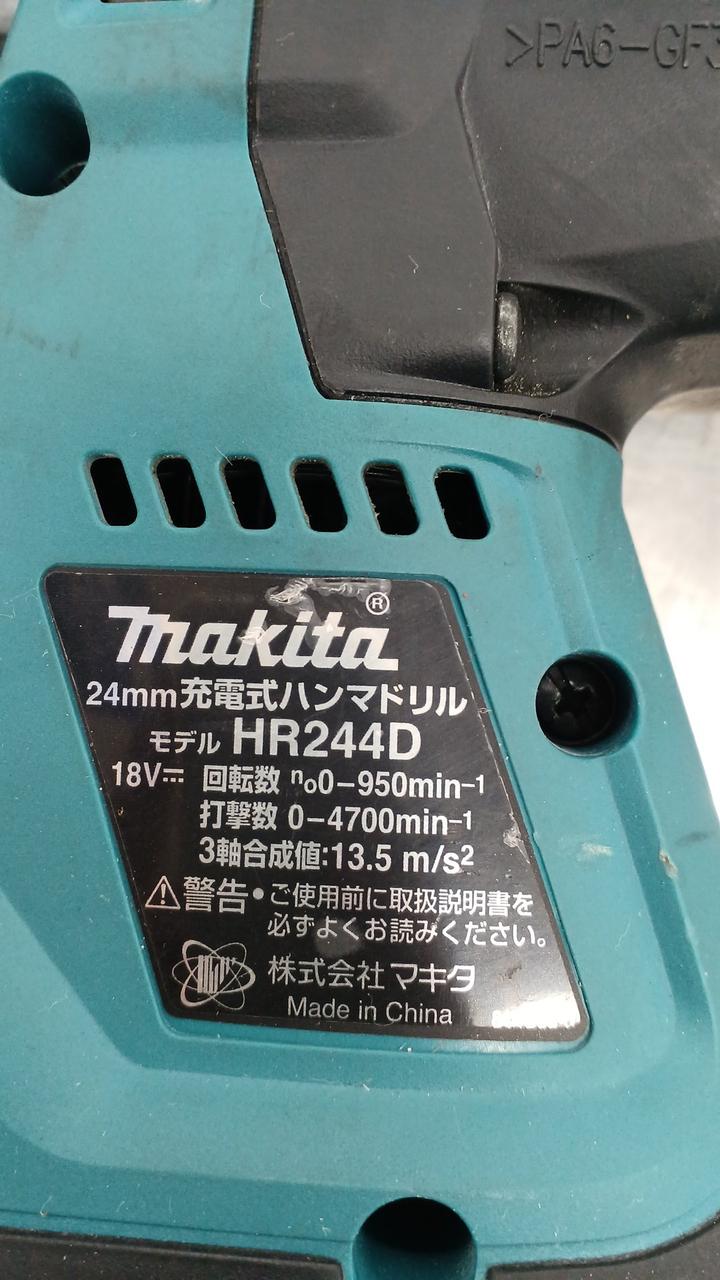 >PA6-GF3
makita®
24mm充電式ハンマドリル
モデル HR244D
18V⎓ 回転数 n₀0-950min-1
打撃数 0-4700min-1
3軸合成値:13.5 m/s2
⚠警告•ご使用前に取扱説明書を
必ずよくお読みください。
株式会社マキタ
Made in China